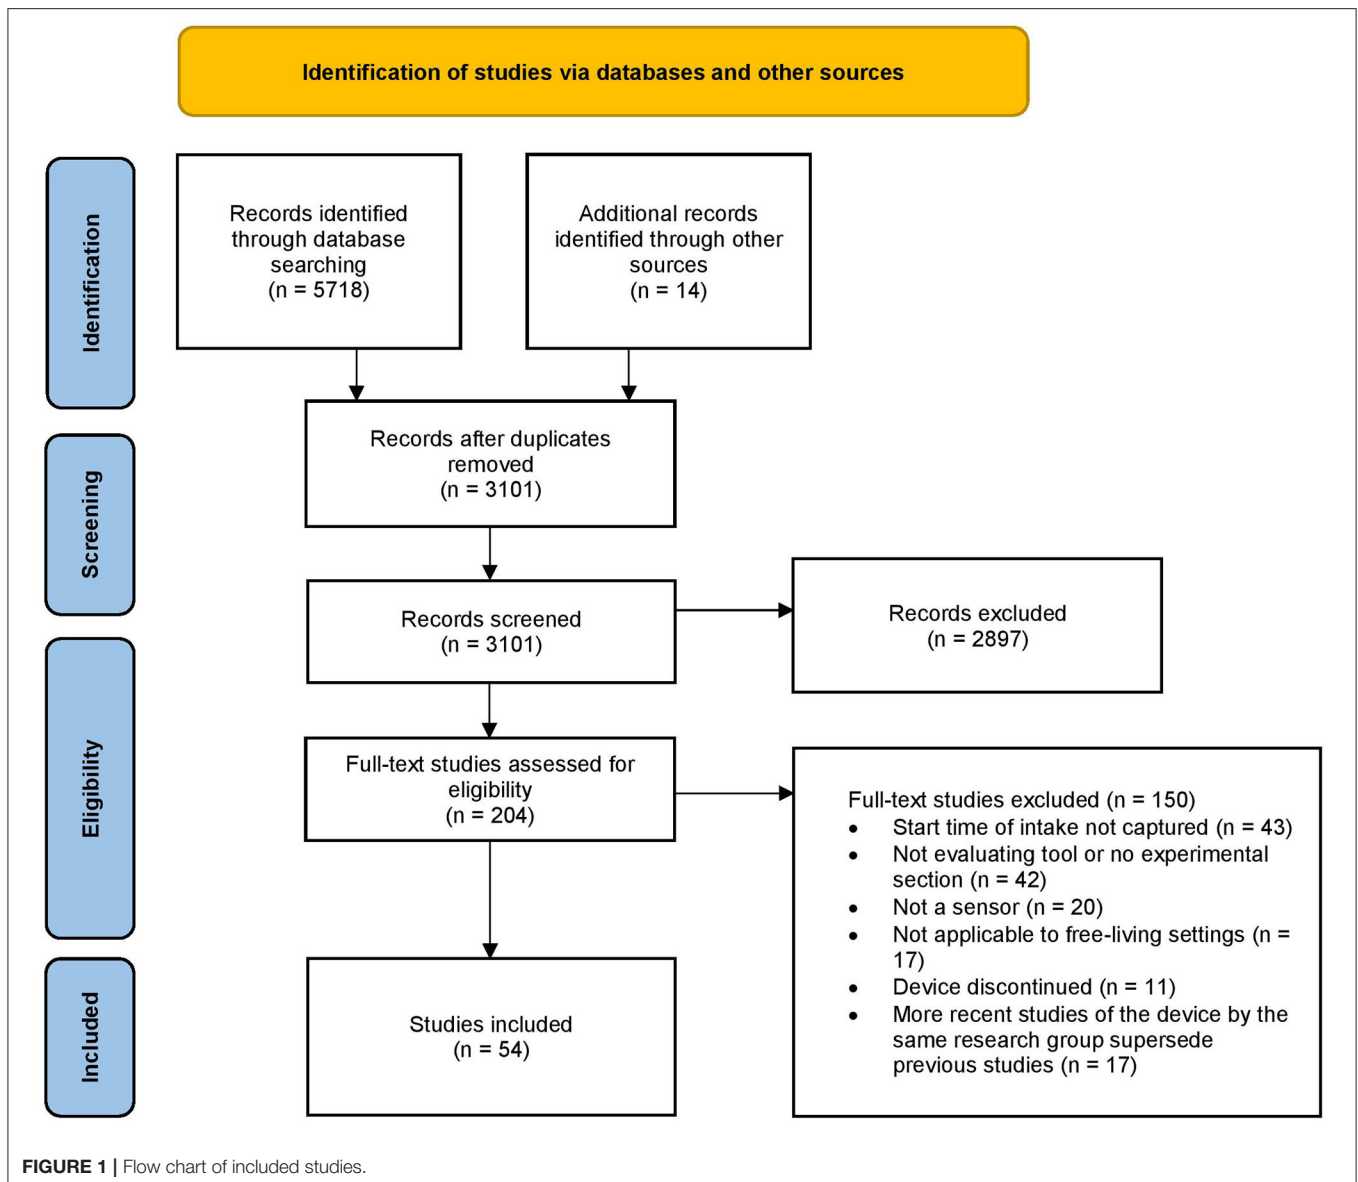 Identification of studies via databases and other sources
Identification
Records identified
through database
searching
(n = 5718)
Additional records
identified through other
sources
(n = 14)
Records after duplicates
removed
(n = 3101)
Screening
Records screened
(n = 3101)
Records excluded
(n = 2897)
Eligibility
Full-text studies assessed for
eligibility
(n = 204)
Full-text studies excluded (n = 150)
• Start time of intake not captured (n = 43)
• Not evaluating tool or no experimental
section (n = 42)
• Not a sensor (n = 20)
• Not applicable to free-living settings (n =
17)
• Device discontinued (n = 11)
• More recent studies of the device by the
same research group supersede
previous studies (n = 17)
Included
Studies included
(n = 54)
FIGURE 1 | Flow chart of included studies.